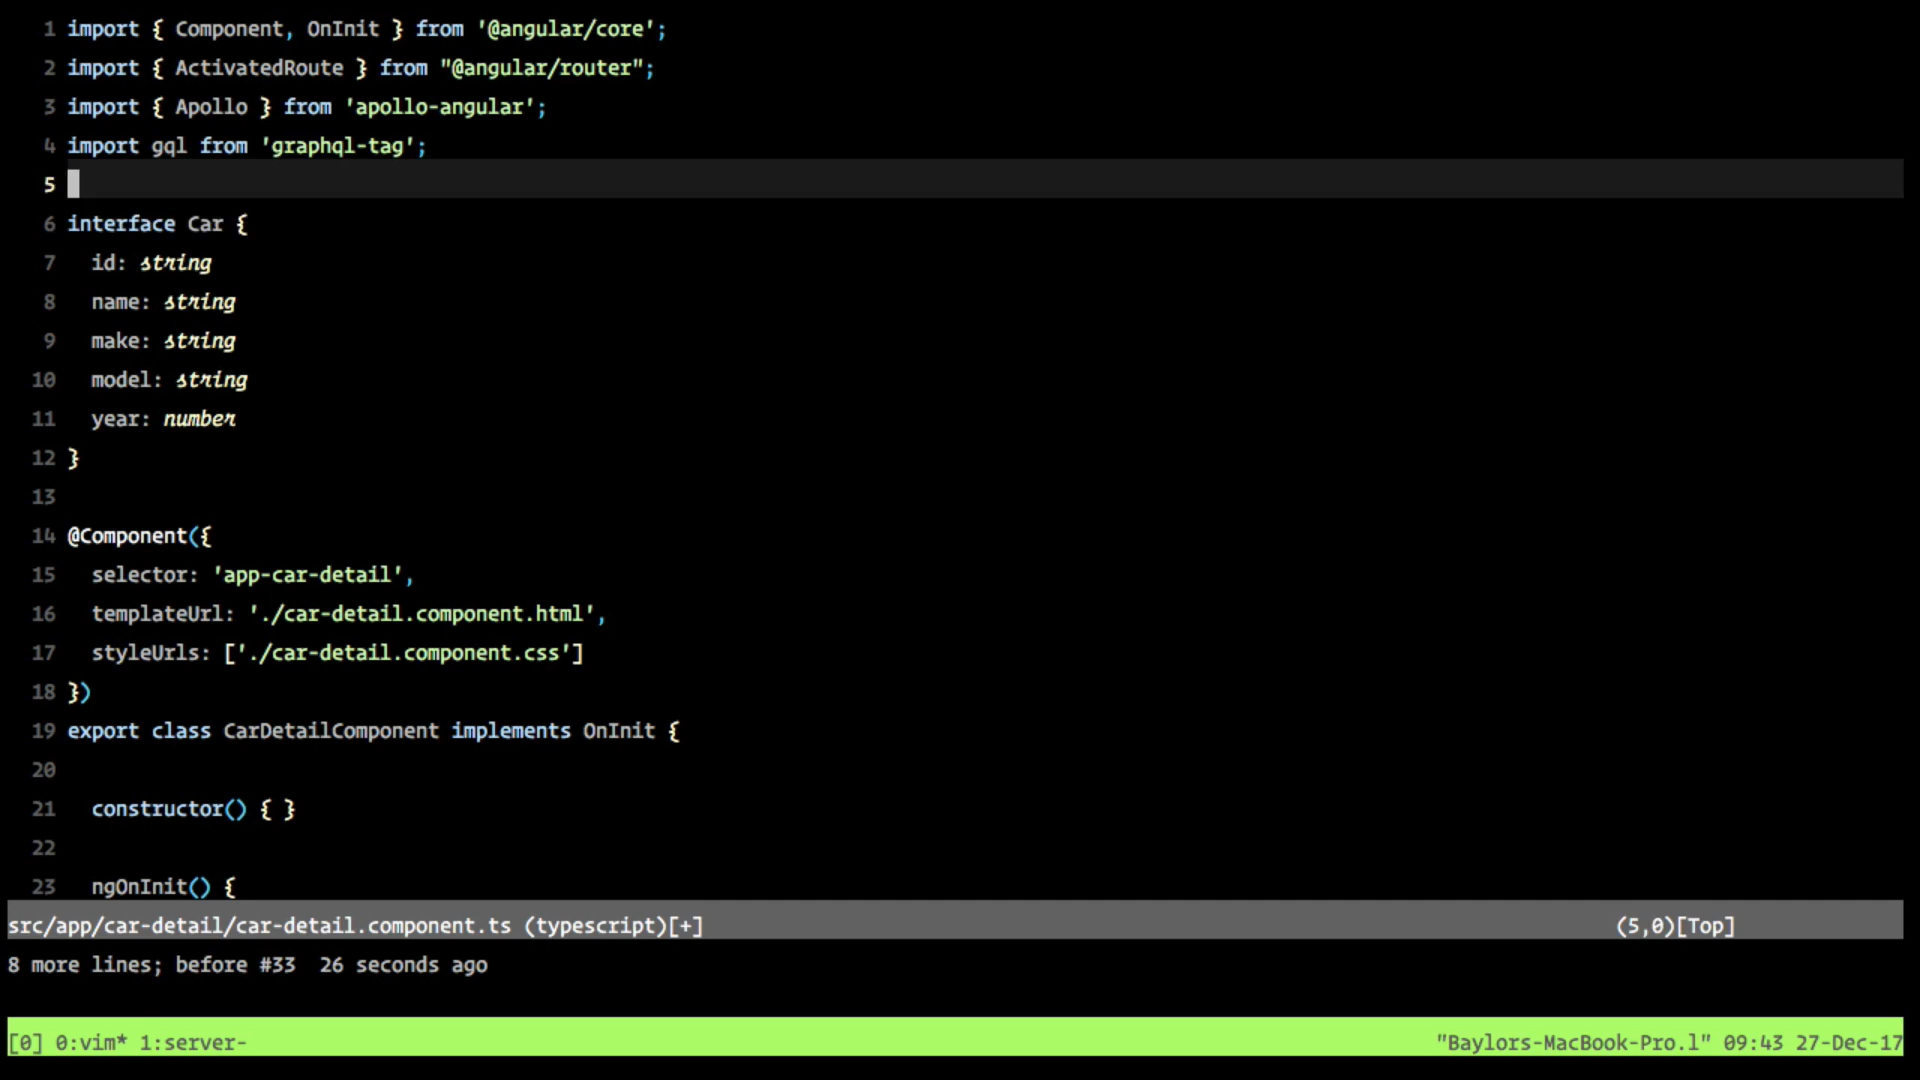 1 import { Component, OnInit } from '@angular/core';
2 import { ActivatedRoute } from "@angular/router";
3 import { Apollo } from 'apollo-angular';
4 import gql from 'graphql-tag';
5
6 interface Car {
7   id: string
8   name: string
9   make: string
10   model: string
11   year: number
12 }
13
14 @Component({
15   selector: 'app-car-detail',
16   templateUrl: './car-detail.component.html',
17   styleUrls: ['./car-detail.component.css']
18 })
19 export class CarDetailComponent implements OnInit {
20
21   constructor() { }
22
23   ngOnInit() {
src/app/car-detail/car-detail.component.ts (typescript)[+] (5,0)[Top]
8 more lines; before #33  26 seconds ago
[0] 0:vim* 1:server- "Baylors-MacBook-Pro.l" 09:43 27-Dec-17